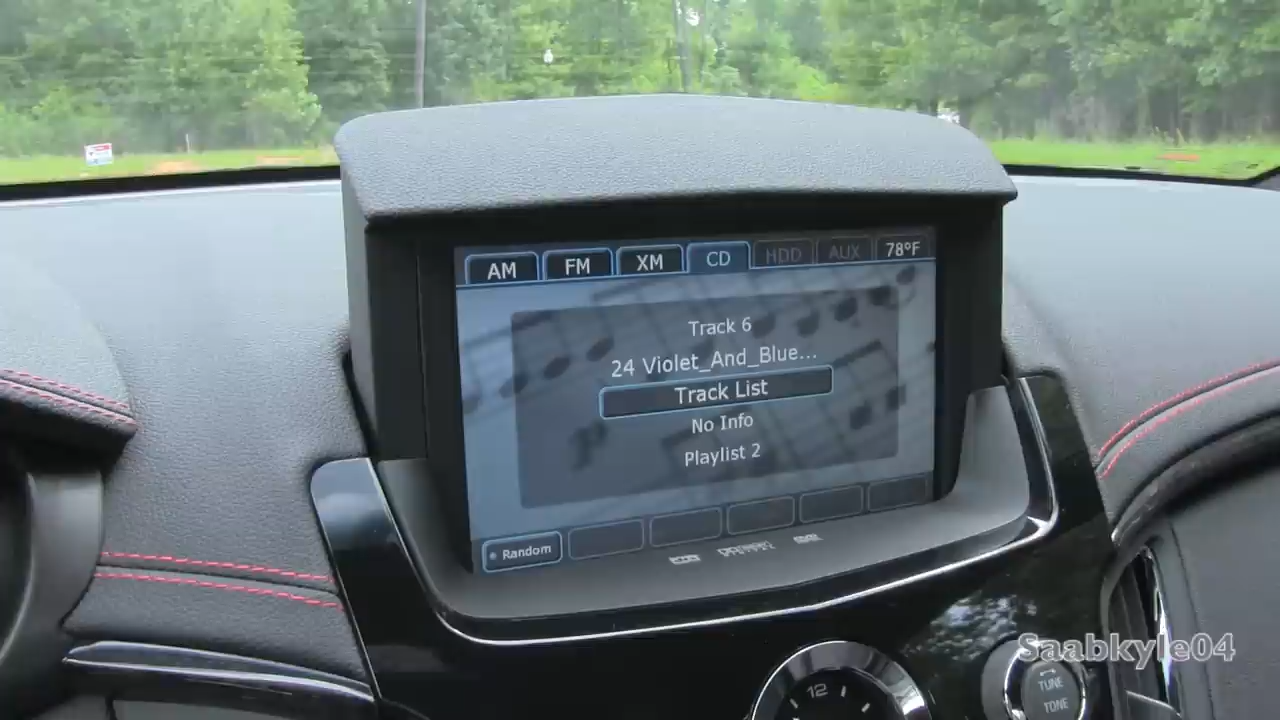 AM FM XM CD HDD AUX 78°F
Track 6
24 Violet_And_Blue...
Track List
No Info
Playlist 2
Random
12
TUNE
TONE
Saabkyle04